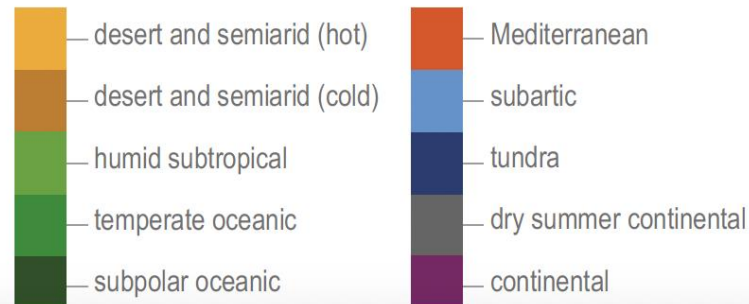 desert and semiarid (hot)
desert and semiarid (cold)
humid subtropical
temperate oceanic
subpolar oceanic
Mediterranean
subartic
tundra
dry summer continental
continental